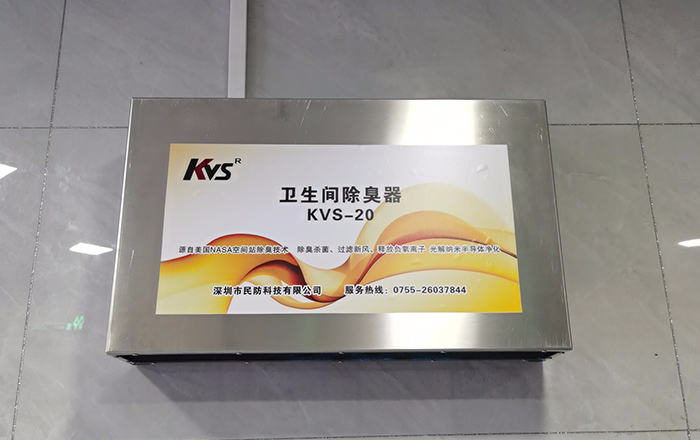 KVS®
卫生间除臭器
KVS-20
源自美国NASA空间站除臭技术 除臭杀菌、过滤新风、释放负氧离子 光解纳米半导体净化
深圳市民防科技有限公司 服务热线：0755-26037844